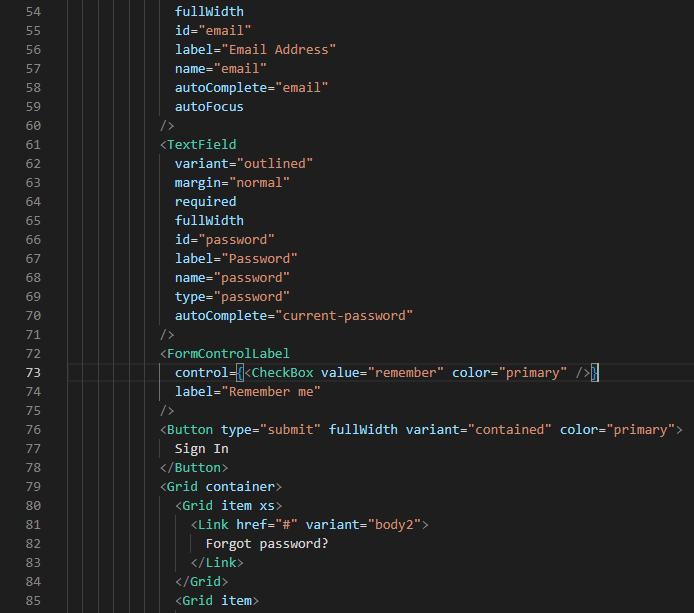 54 fullWidth
55 id="email"
56 label="Email Address"
57 name="email"
58 autoComplete="email"
59 autoFocus
60 />
61 <TextField
62 variant="outlined"
63 margin="normal"
64 required
65 fullWidth
66 id="password"
67 label="Password"
68 name="password"
69 type="password"
70 autoComplete="current-password"
71 />
72 <FormControlLabel
73 control={<CheckBox value="remember" color="primary" />}
74 label="Remember me"
75 />
76 <Button type="submit" fullWidth variant="contained" color="primary">
77 Sign In
78 </Button>
79 <Grid container>
80 <Grid item xs>
81 <Link href="#" variant="body2">
82 Forgot password?
83 </Link>
84 </Grid>
85 <Grid item>